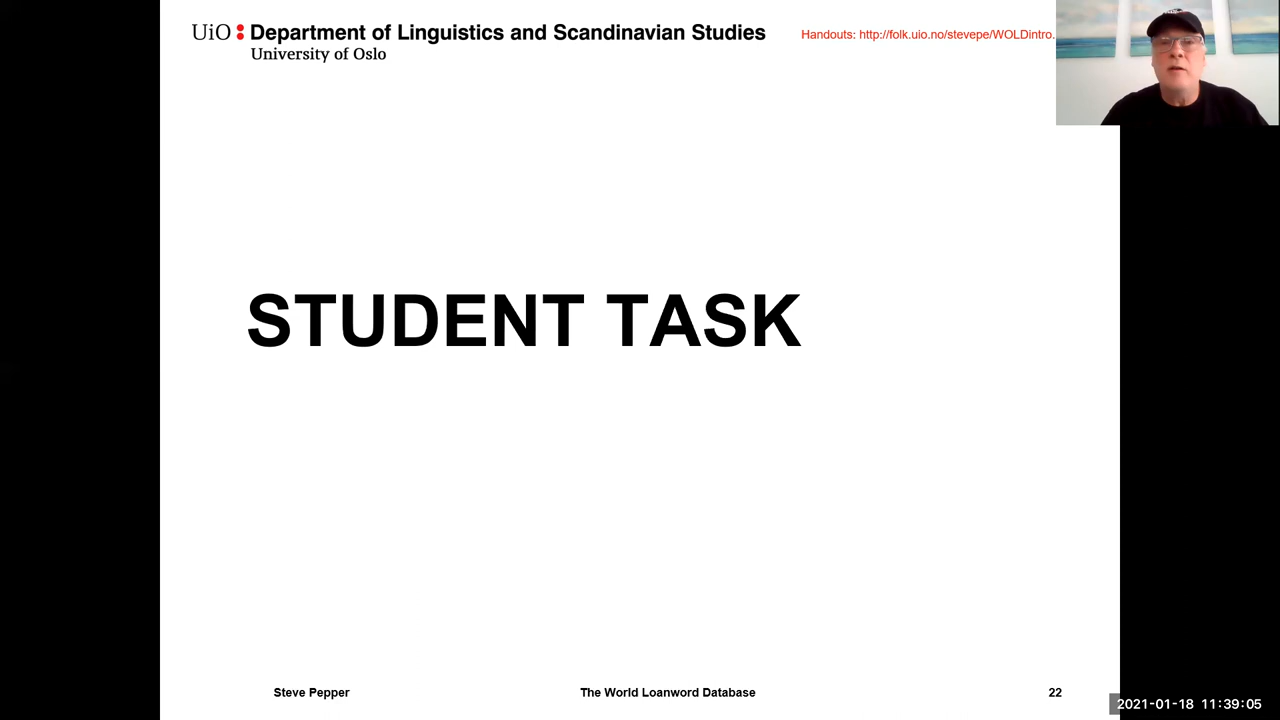 UiO : Department of Linguistics and Scandinavian Studies
University of Oslo
Handouts: http://folk.uio.no/stevepe/WOLDintro.
STUDENT TASK
Steve Pepper
The World Loanword Database
22
2021-01-18 11:39:05